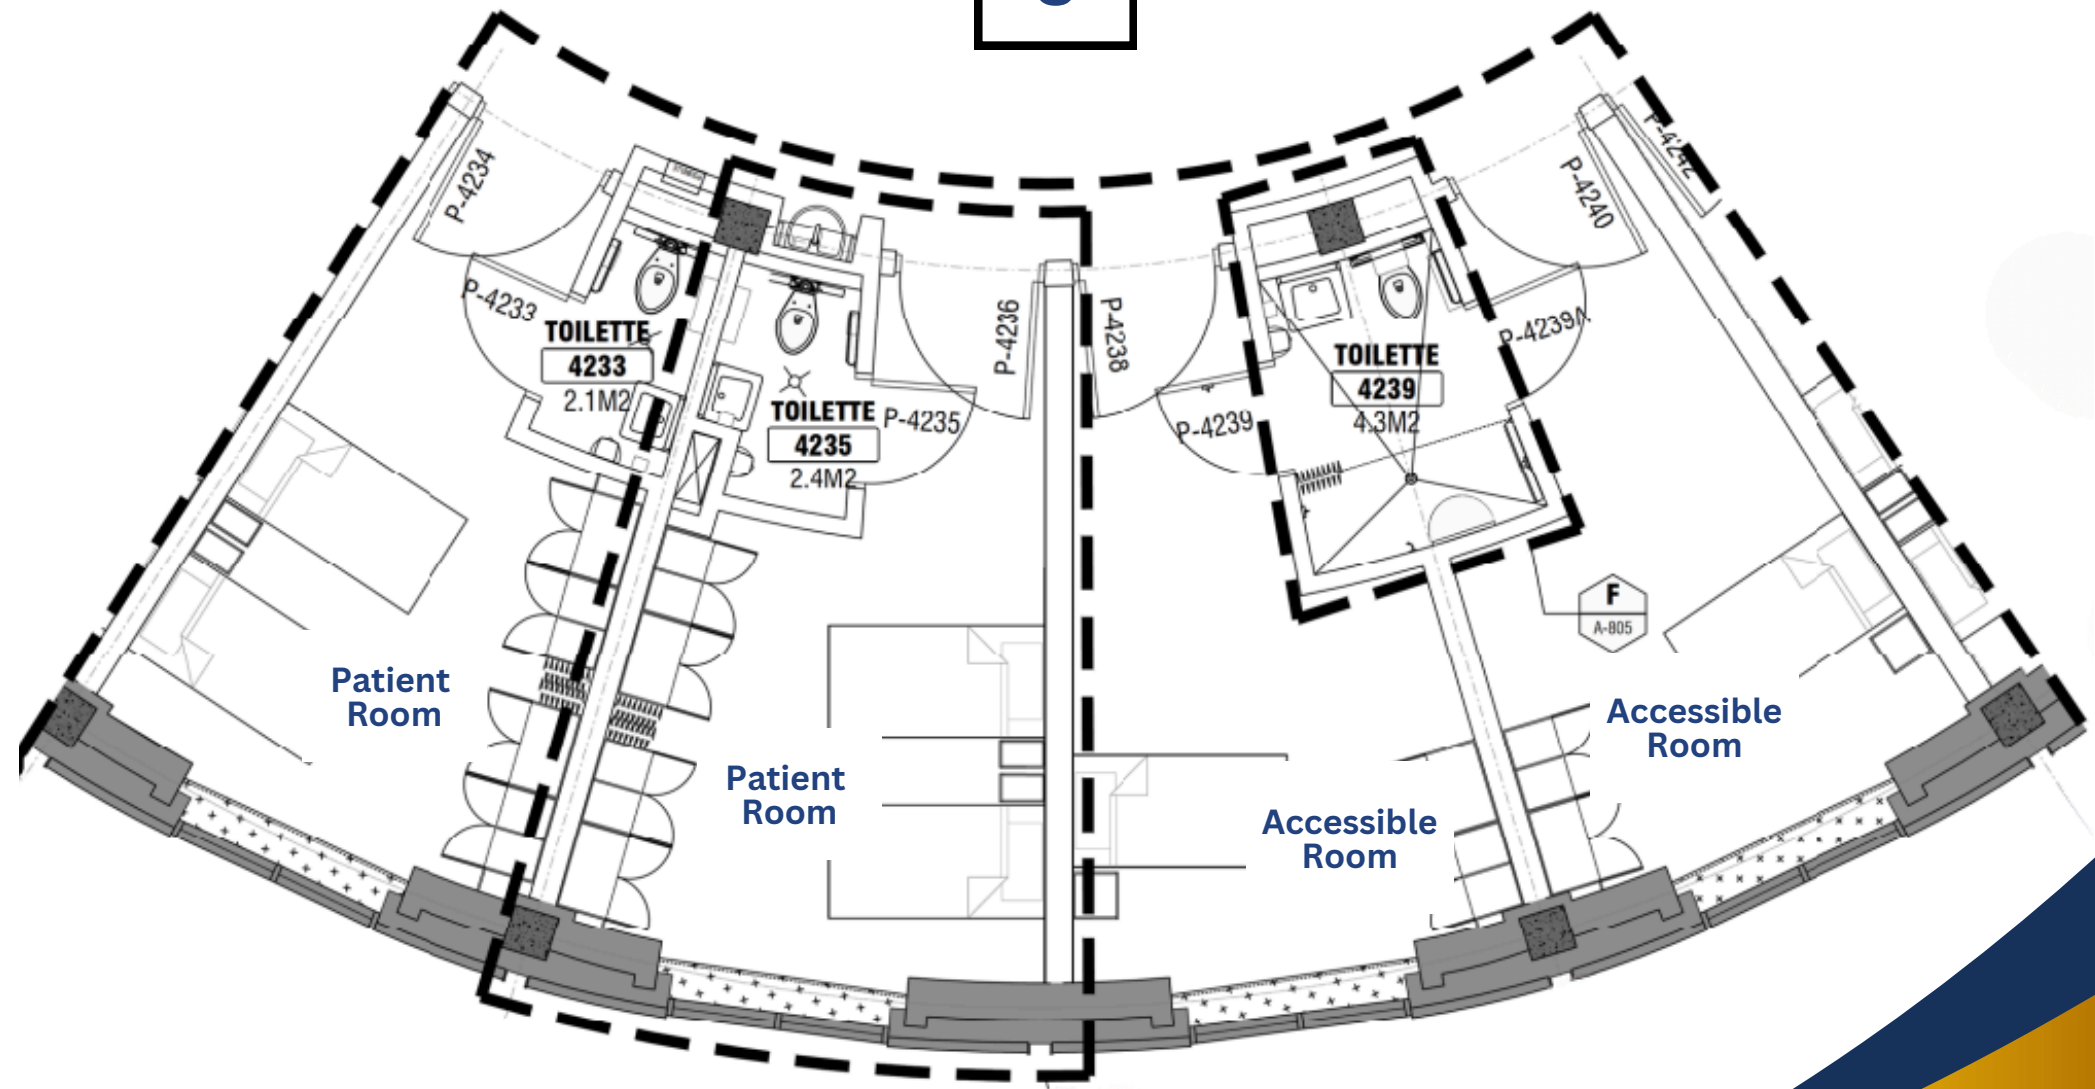 P-4234
P-4233
TOILETTE
4233
2.1M2
TOILETTE
4235
2.4M2
P-4235
P-4236
P-4238
P-4239
TOILETTE
4239
4.3M2
P-4240
P-4242
P-4239A
F
A-805
Patient
Room
Patient
Room
Accessible
Room
Accessible
Room